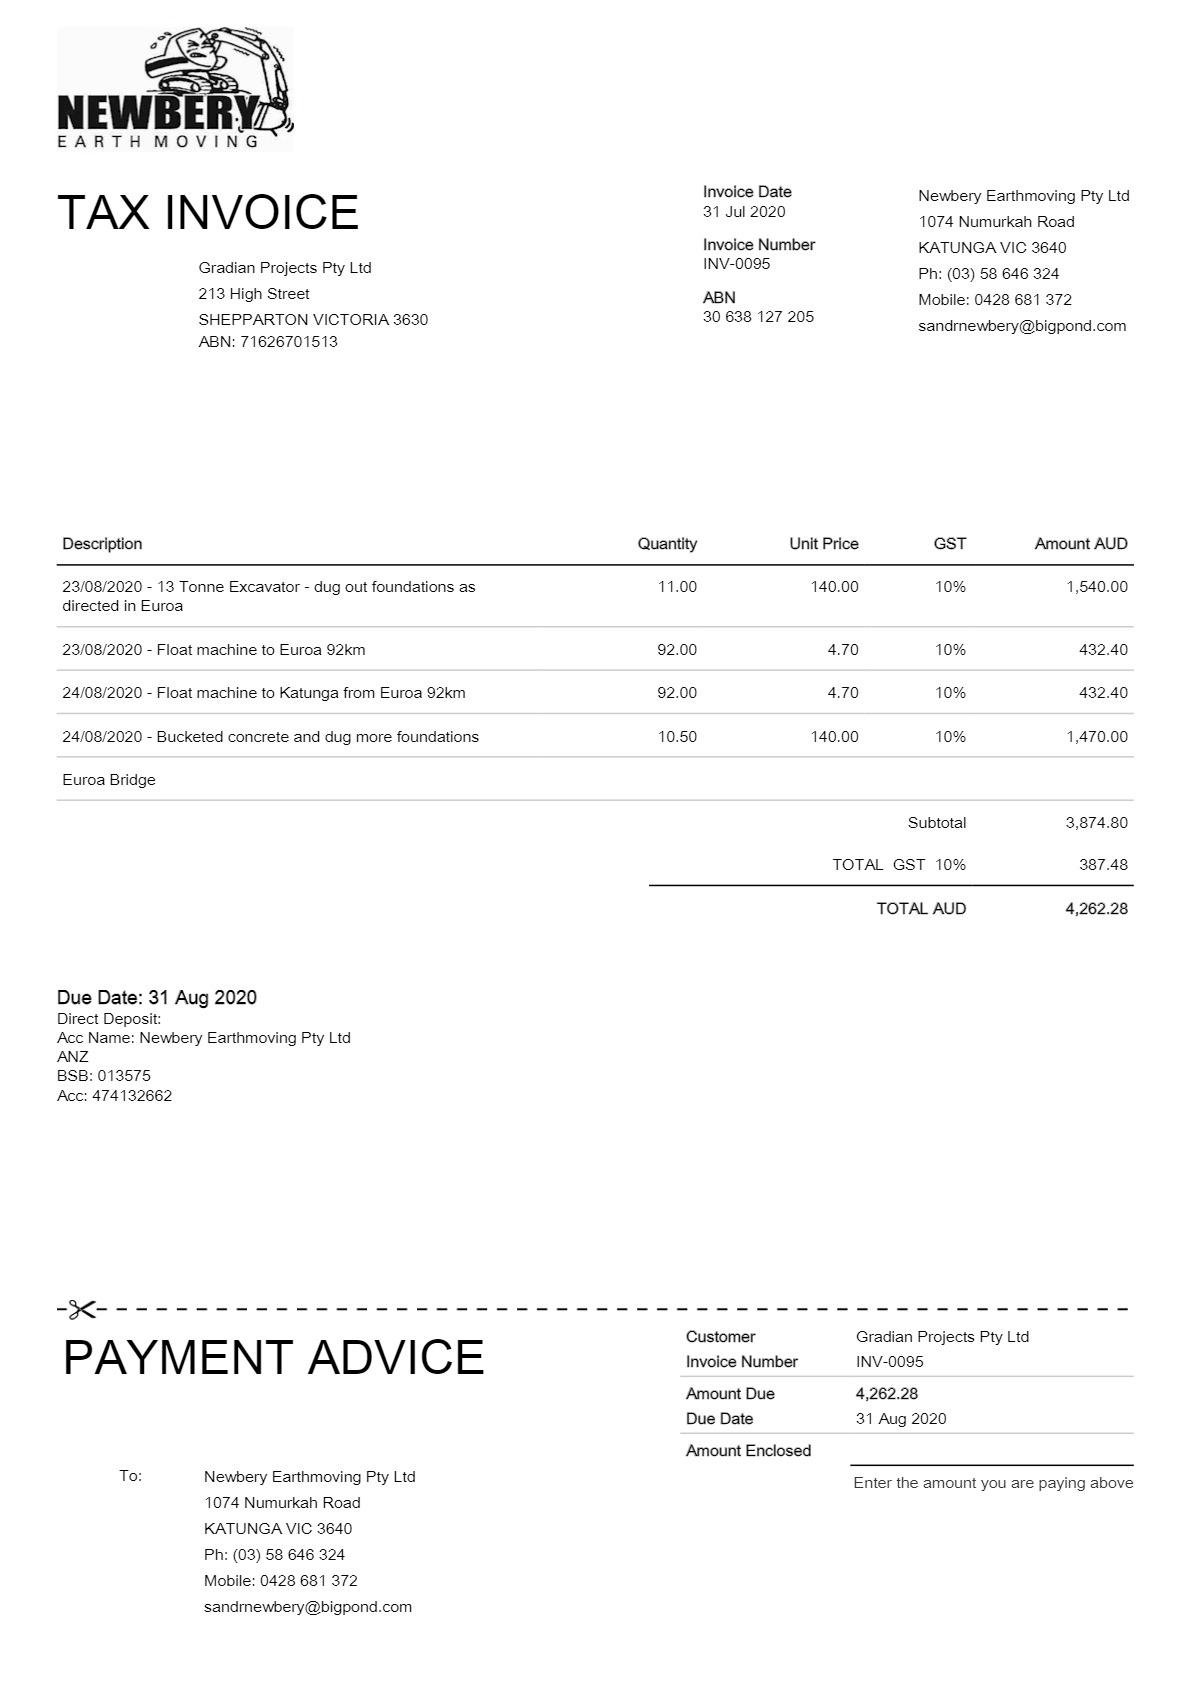 NEWBERY
EARTH MOVING
TAX INVOICE
Gradian Projects Pty Ltd
213 High Street
SHEPPARTON VICTORIA 3630
ABN: 71626701513
Invoice Date
31 Jul 2020
Invoice Number
INV-0095
ABN
30 638 127 205
Newbery Earthmoving Pty Ltd
1074 Numurkah Road
KATUNGA VIC 3640
Ph: (03) 58 646 324
Mobile: 0428 681 372
sandrnewbery@bigpond.com
Description Quantity Unit Price GST Amount AUD
23/08/2020 - 13 Tonne Excavator - dug out foundations as 11.00 140.00 10% 1,540.00
directed in Euroa
23/08/2020 - Float machine to Euroa 92km 92.00 4.70 10% 432.40
24/08/2020 - Float machine to Katunga from Euroa 92km 92.00 4.70 10% 432.40
24/08/2020 - Bucketed concrete and dug more foundations 10.50 140.00 10% 1,470.00
Euroa Bridge
Subtotal 3,874.80
TOTAL GST 10% 387.48
TOTAL AUD 4,262.28
Due Date: 31 Aug 2020
Direct Deposit:
Acc Name: Newbery Earthmoving Pty Ltd
ANZ
BSB: 013575
Acc: 474132662
PAYMENT ADVICE
To: Newbery Earthmoving Pty Ltd
1074 Numurkah Road
KATUNGA VIC 3640
Ph: (03) 58 646 324
Mobile: 0428 681 372
sandrnewbery@bigpond.com
Customer Gradian Projects Pty Ltd
Invoice Number INV-0095
Amount Due 4,262.28
Due Date 31 Aug 2020
Amount Enclosed
Enter the amount you are paying above